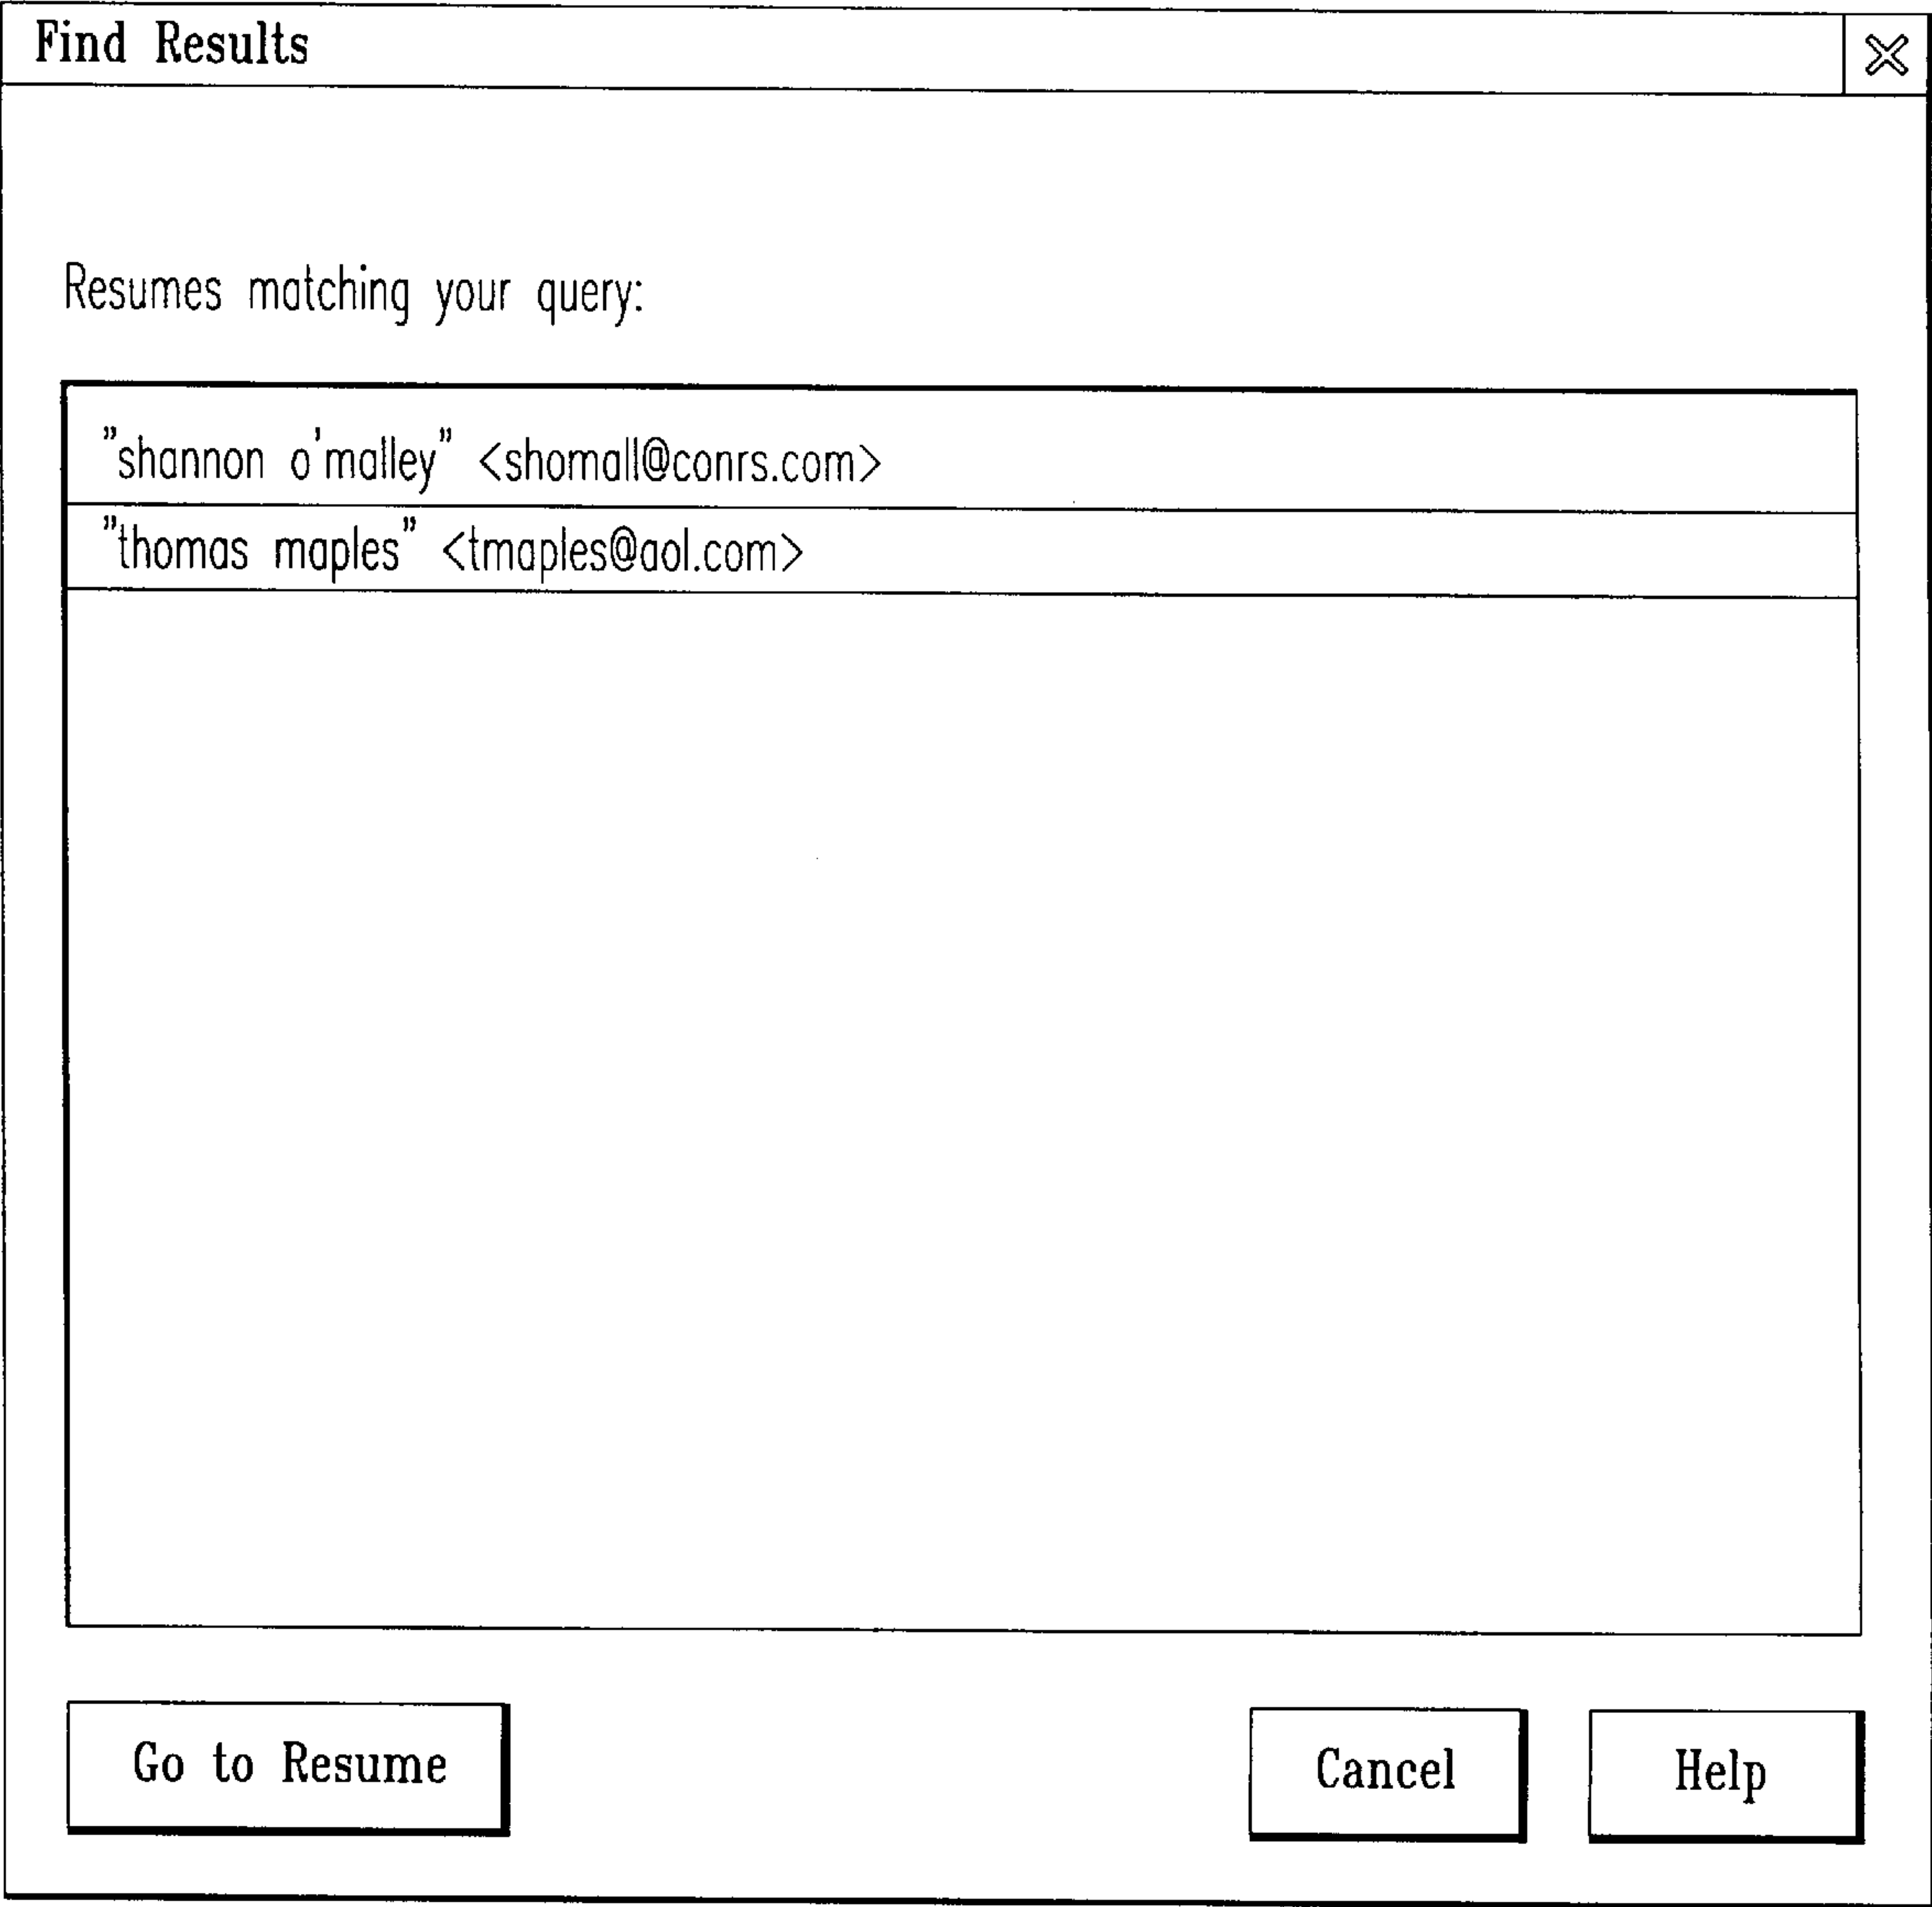 Find Results
Resumes matching your query:
"shannon o'malley" <shomall@conrs.com>
"thomas maples" <tmaples@aol.com>
Go to Resume Cancel Help